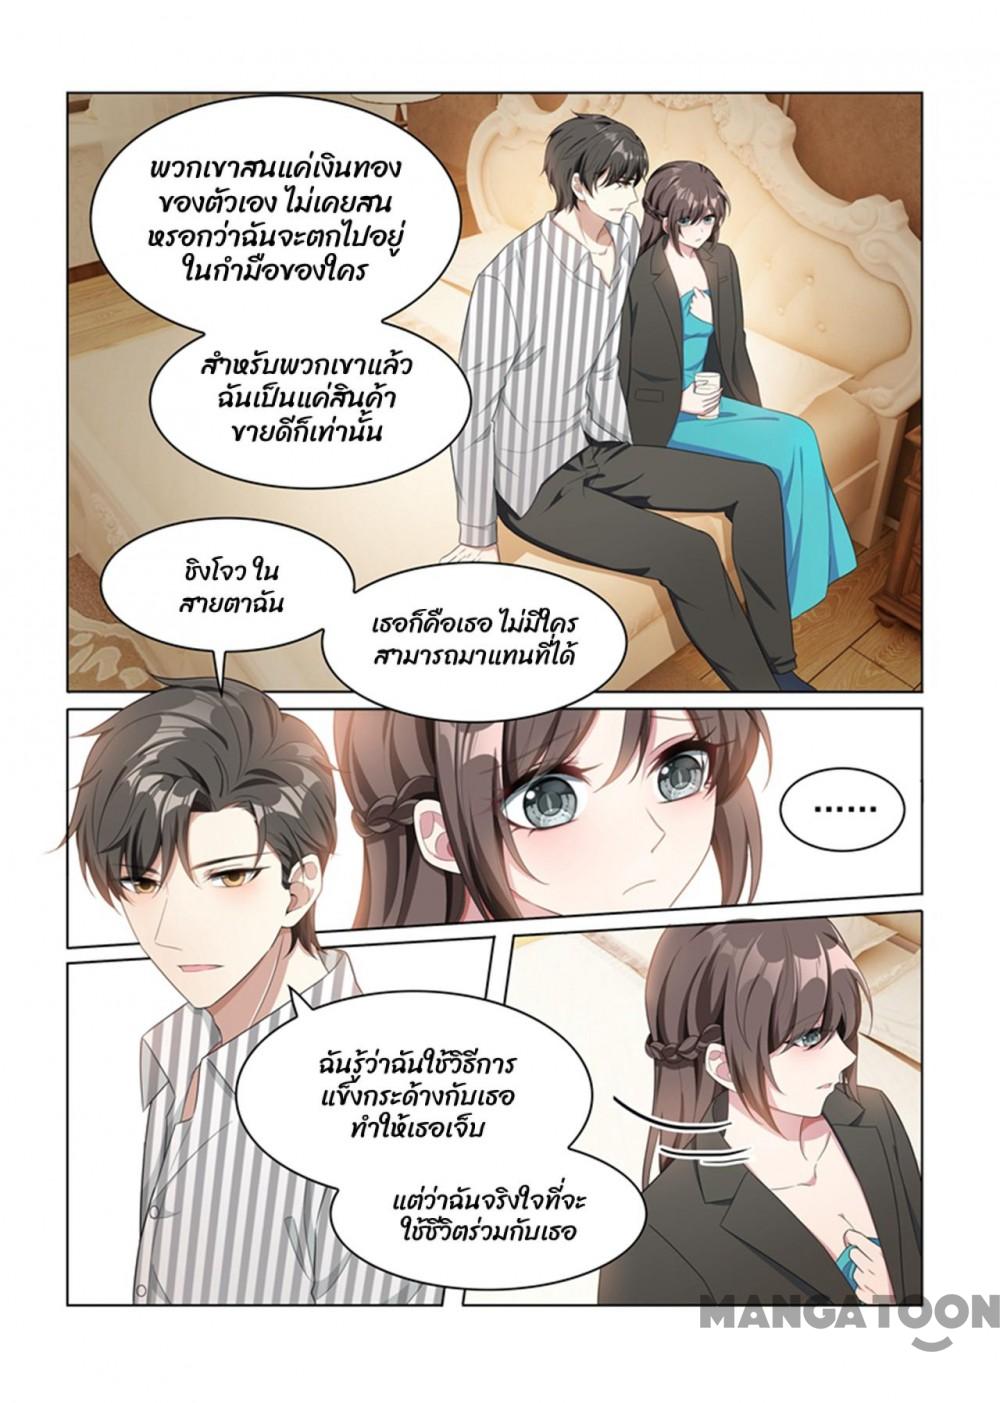 พวกเขาสนแค่เงินทอง
ของตัวเอง ไม่เคยสน
หรอกว่าฉันจะตกไปอยู่
ในกำมือของใคร
สำหรับพวกเขาแล้ว
ฉันเป็นแค่สินค้า
ขายดีก็เท่านั้น
ชิงโจว ใน
สายตาฉัน
เธอก็คือเธอ ไม่มีใคร
สามารถมาแทนที่ได้
......
ฉันรู้ว่าฉันใช้วิธีการ
แข็งกระด้างกับเธอ
ทำให้เธอเจ็บ
แต่ว่าฉันจริงใจที่จะ
ใช้ชีวิตร่วมกับเธอ
MANGATOON